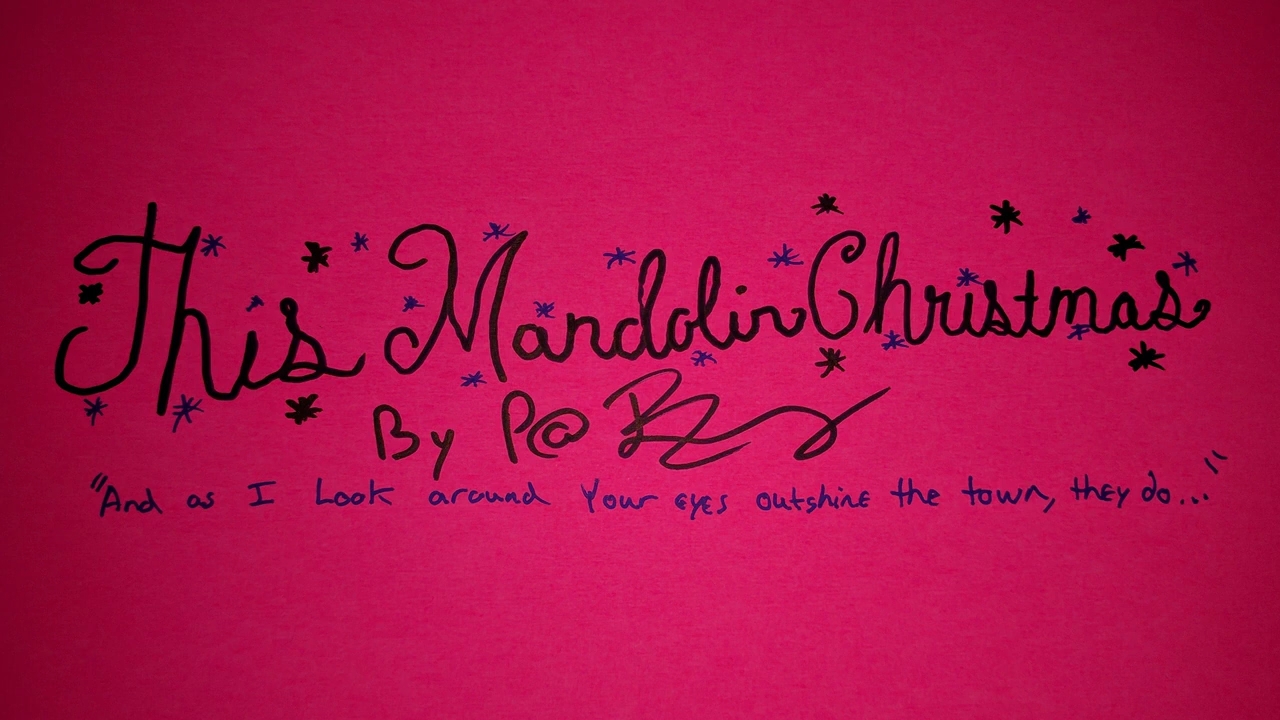 This Mandolin Christmas
By P@
"And as I Look around Your eyes outshine the town, they do..."